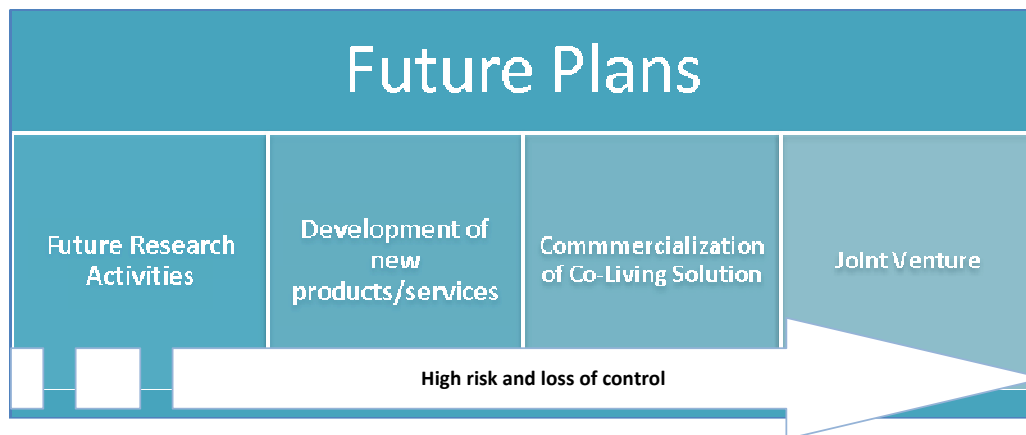 Future Plans
Future Research
Activities
Development of
new
products/services
Commmercialization
of Co-Living Solution
Joint Venture
High risk and loss of control